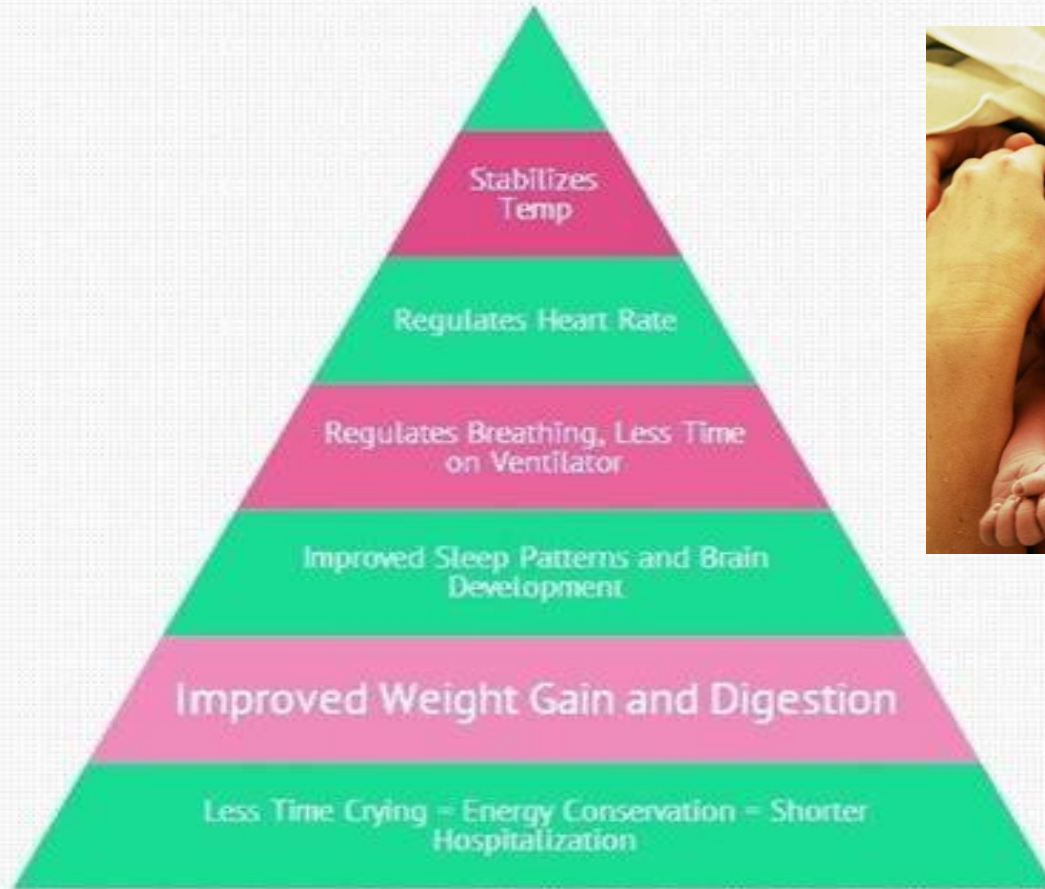 Stabilizes
Temp
Regulates Heart Rate
Regulates Breathing, Less Time
on Ventilator
Improved Sleep Patterns and Brain
Development
Improved Weight Gain and Digestion
Less Time Crying = Energy Conservation = Shorter
Hospitalization